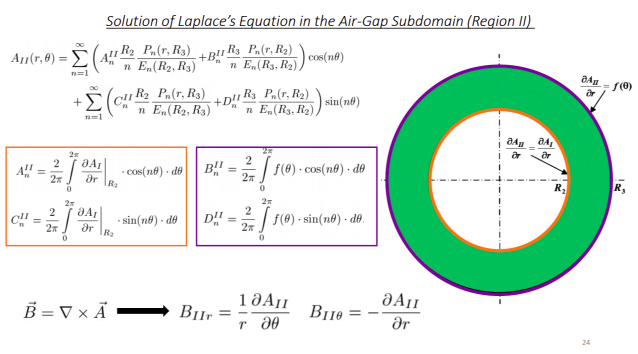 Solution of Laplace's Equation in the Air-Gap Subdomain (Region II)
$A_{II}(r,\theta) = \sum_{n=1}^{\infty} \left( A_n^{II} \frac{R_2}{n} \frac{P_n(r,R_3)}{E_n(R_2,R_3)} + B_n^{II} \frac{R_3}{n} \frac{P_n(r,R_2)}{E_n(R_3,R_2)} \right) \cos(n\theta)$
$+ \sum_{n=1}^{\infty} \left( C_n^{II} \frac{R_2}{n} \frac{P_n(r,R_3)}{E_n(R_2,R_3)} + D_n^{II} \frac{R_3}{n} \frac{P_n(r,R_2)}{E_n(R_3,R_2)} \right) \sin(n\theta)$
$A_n^{II} = \frac{2}{2\pi} \int_0^{2\pi} \left. \frac{\partial A_I}{\partial r} \right|_{R_2} \cdot \cos(n\theta) \cdot d\theta$
$C_n^{II} = \frac{2}{2\pi} \int_0^{2\pi} \left. \frac{\partial A_I}{\partial r} \right|_{R_2} \cdot \sin(n\theta) \cdot d\theta$
$B_n^{II} = \frac{2}{2\pi} \int_0^{2\pi} f(\theta) \cdot \cos(n\theta) \cdot d\theta$
$D_n^{II} = \frac{2}{2\pi} \int_0^{2\pi} f(\theta) \cdot \sin(n\theta) \cdot d\theta.$
$\frac{\partial A_{II}}{\partial r} = f(\theta)$
$\frac{\partial A_{II}}{\partial r} = \frac{\partial A_I}{\partial r}$
$R_2$
$R_3$
$\vec{B} = \nabla \times \vec{A}$
$B_{IIr} = \frac{1}{r} \frac{\partial A_{II}}{\partial \theta}$
$B_{II\theta} = -\frac{\partial A_{II}}{\partial r}$
24